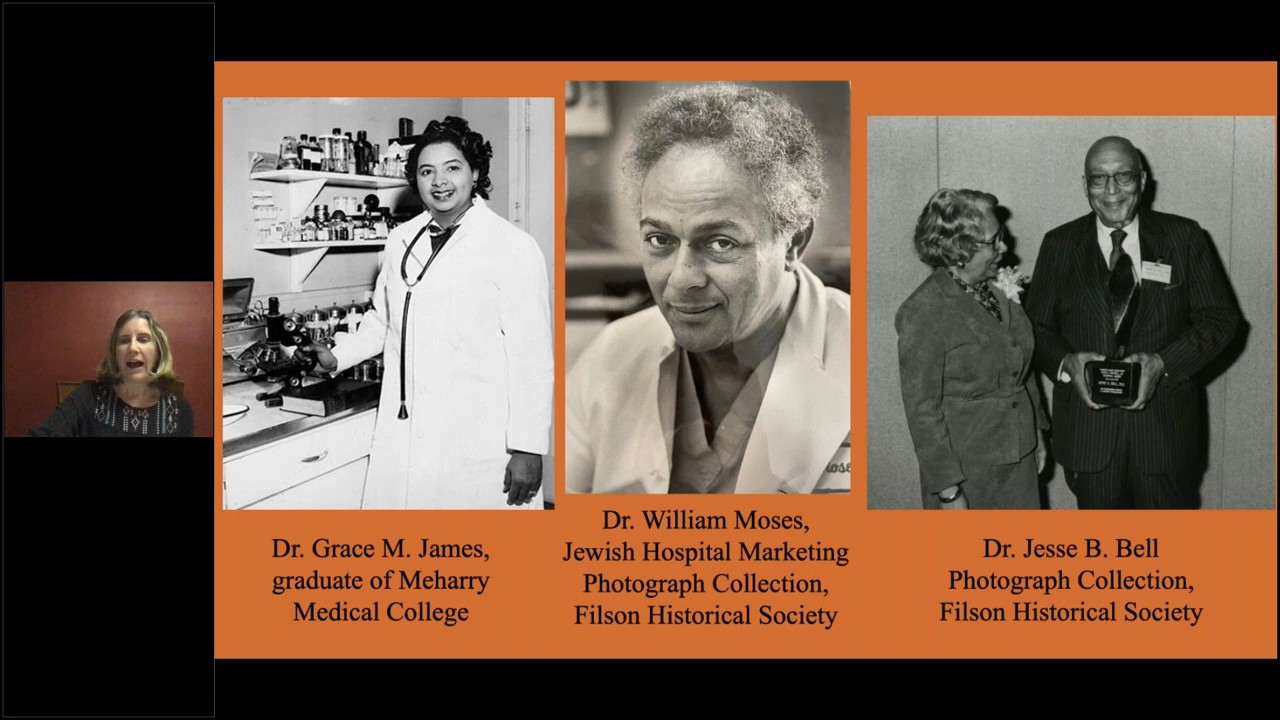 Dr. Grace M. James,
graduate of Meharry
Medical College
Dr. William Moses,
Jewish Hospital Marketing
Photograph Collection,
Filson Historical Society
Dr. Jesse B. Bell
Photograph Collection,
Filson Historical Society